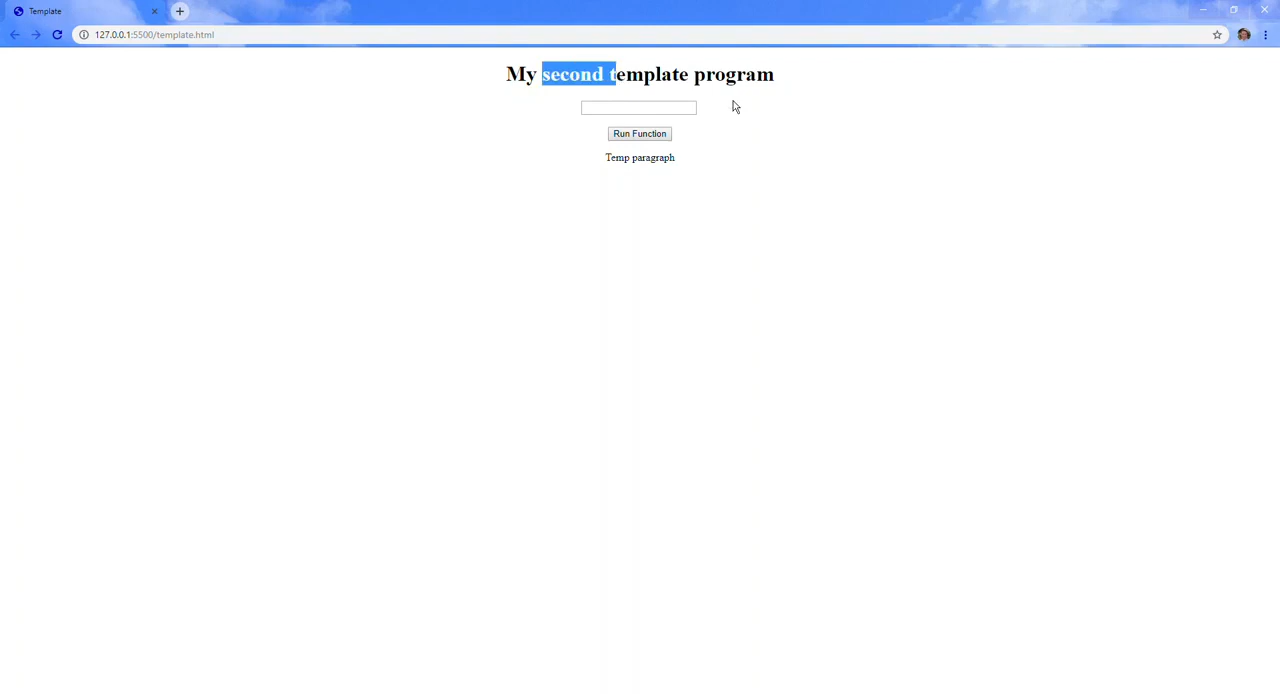 Template
127.0.0.1:5500/template.html
My second template program
Run Function
Temp paragraph